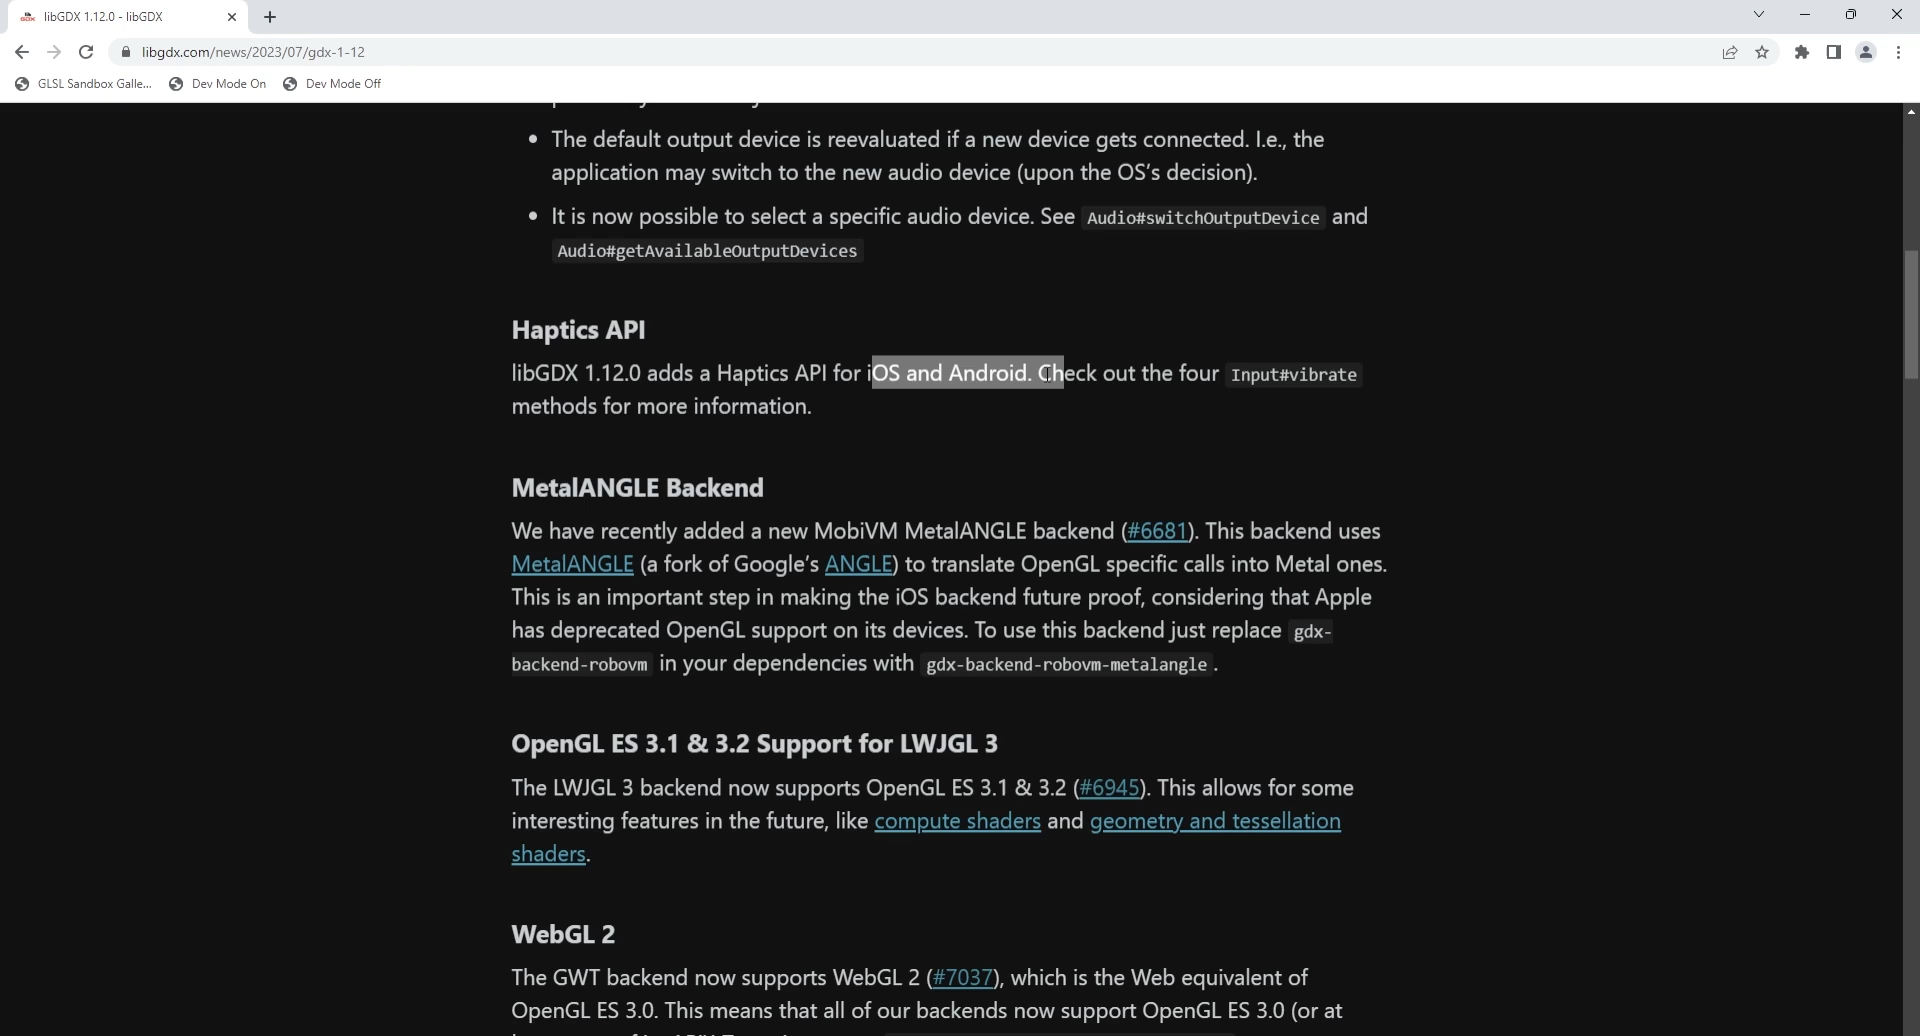 libGDX 1.12.0 - libGDX
libgdx.com/news/2023/07/gdx-1-12
GLSL Sandbox Galle... Dev Mode On Dev Mode Off
• The default output device is reevaluated if a new device gets connected. I.e., the
application may switch to the new audio device (upon the OS's decision).
• It is now possible to select a specific audio device. See Audio#switchOutputDevice and
Audio#getAvailableOutputDevices
Haptics API
libGDX 1.12.0 adds a Haptics API for iOS and Android. Check out the four Input#vibrate
methods for more information.
MetalANGLE Backend
We have recently added a new MobiVM MetalANGLE backend (#6681). This backend uses
MetalANGLE (a fork of Google's ANGLE) to translate OpenGL specific calls into Metal ones.
This is an important step in making the iOS backend future proof, considering that Apple
has deprecated OpenGL support on its devices. To use this backend just replace gdx-
backend-robovm in your dependencies with gdx-backend-robovm-metalangle.
OpenGL ES 3.1 & 3.2 Support for LWJGL 3
The LWJGL 3 backend now supports OpenGL ES 3.1 & 3.2 (#6945). This allows for some
interesting features in the future, like compute shaders and geometry and tessellation
shaders.
WebGL 2
The GWT backend now supports WebGL 2 (#7037), which is the Web equivalent of
OpenGL ES 3.0. This means that all of our backends now support OpenGL ES 3.0 (or at